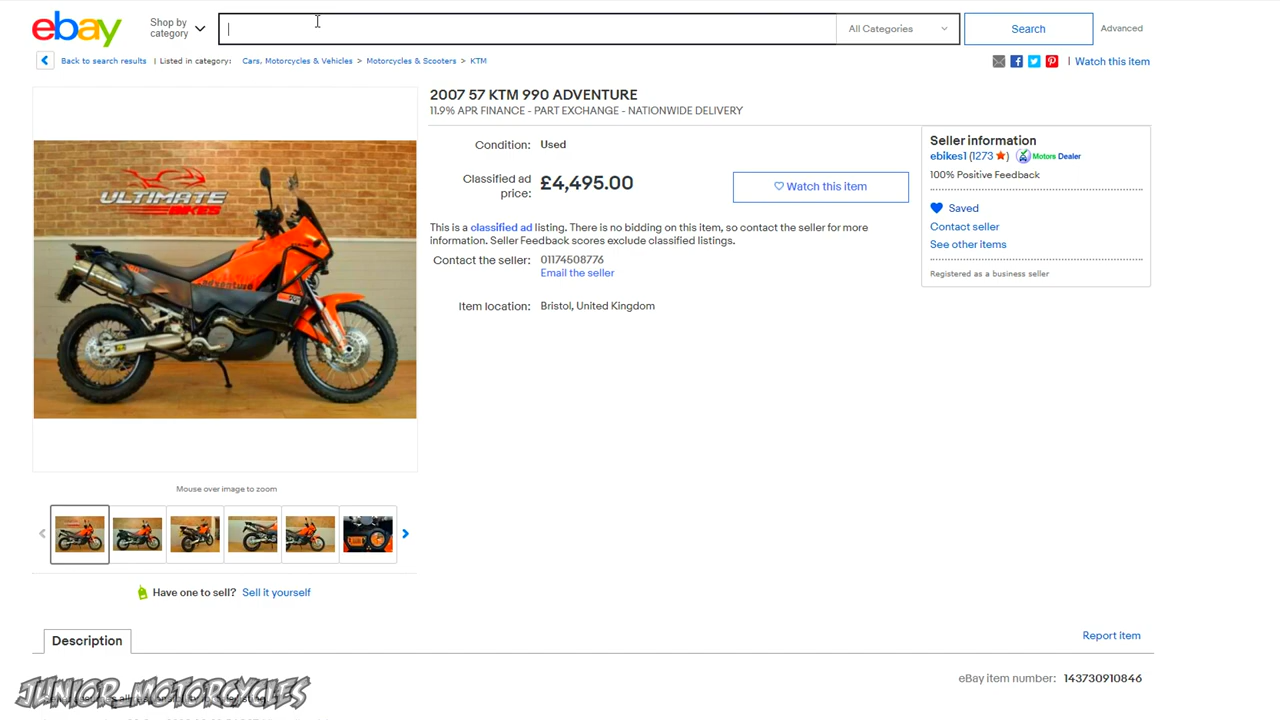 ebay
Shop by
category
All Categories
Search
Advanced
Back to search results | Listed in category: Cars, Motorcycles & Vehicles > Motorcycles & Scooters > KTM
| Watch this item
2007 57 KTM 990 ADVENTURE
11.9% APR FINANCE - PART EXCHANGE - NATIONWIDE DELIVERY
Condition: Used
Classified ad
price: £4,495.00
Watch this item
This is a classified ad listing. There is no bidding on this item, so contact the seller for more
information. Seller Feedback scores exclude classified listings.
Contact the seller: 01174508776
Email the seller
Item location: Bristol, United Kingdom
Seller information
ebikes1 (1273 ) Motors Dealer
100% Positive Feedback
Saved
Contact seller
See other items
Registered as a business seller
ULTIMATE
BIKES
adventure
Mouse over image to zoom
Have one to sell? Sell it yourself
Description
Report item
eBay item number: 143730910846
JUNIOR_MOTORCYCLES